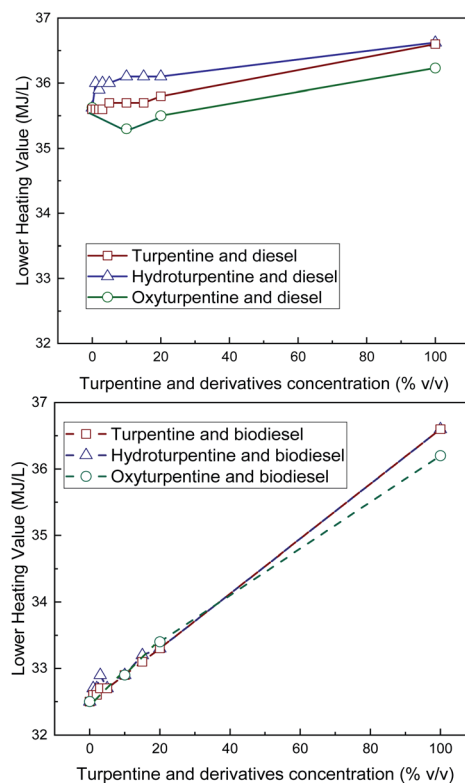 37
36
35
34
33
32
Lower Heating Value (MJ/L)
Turpentine and diesel
Hydroturpentine and diesel
Oxyturpentine and diesel
0 20 40 60 80 100
Turpentine and derivatives concentration (% v/v)
37
36
35
34
33
32
Lower Heating Value (MJ/L)
Turpentine and biodiesel
Hydroturpentine and biodiesel
Oxyturpentine and biodiesel
0 20 40 60 80 100
Turpentine and derivatives concentration (% v/v)